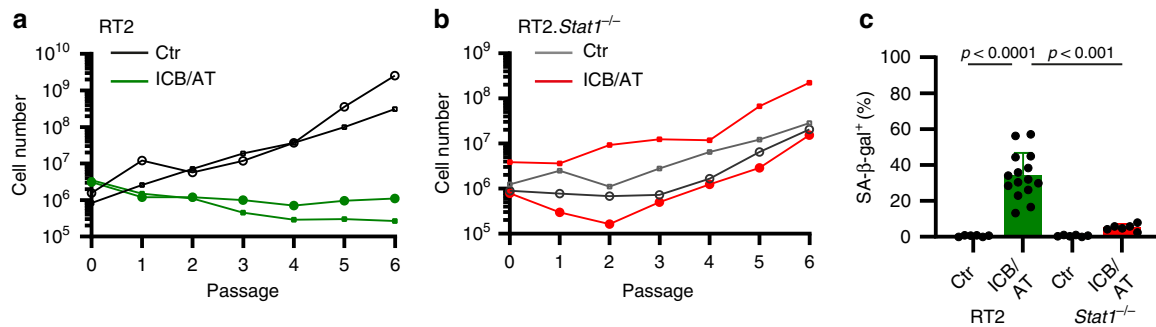 a
RT2
Ctr
ICB/AT
Cell number
10^10
10^9
10^8
10^7
10^6
10^5
0 1 2 3 4 5 6
Passage
b
RT2.Stat1^–/–
Ctr
ICB/AT
Cell number
10^9
10^8
10^7
10^6
10^5
0 1 2 3 4 5 6
Passage
c
p < 0.0001 p < 0.001
SA-β-gal^+ (%)
100
80
60
40
20
0
Ctr ICB/AT Ctr ICB/AT
RT2 Stat1^–/–